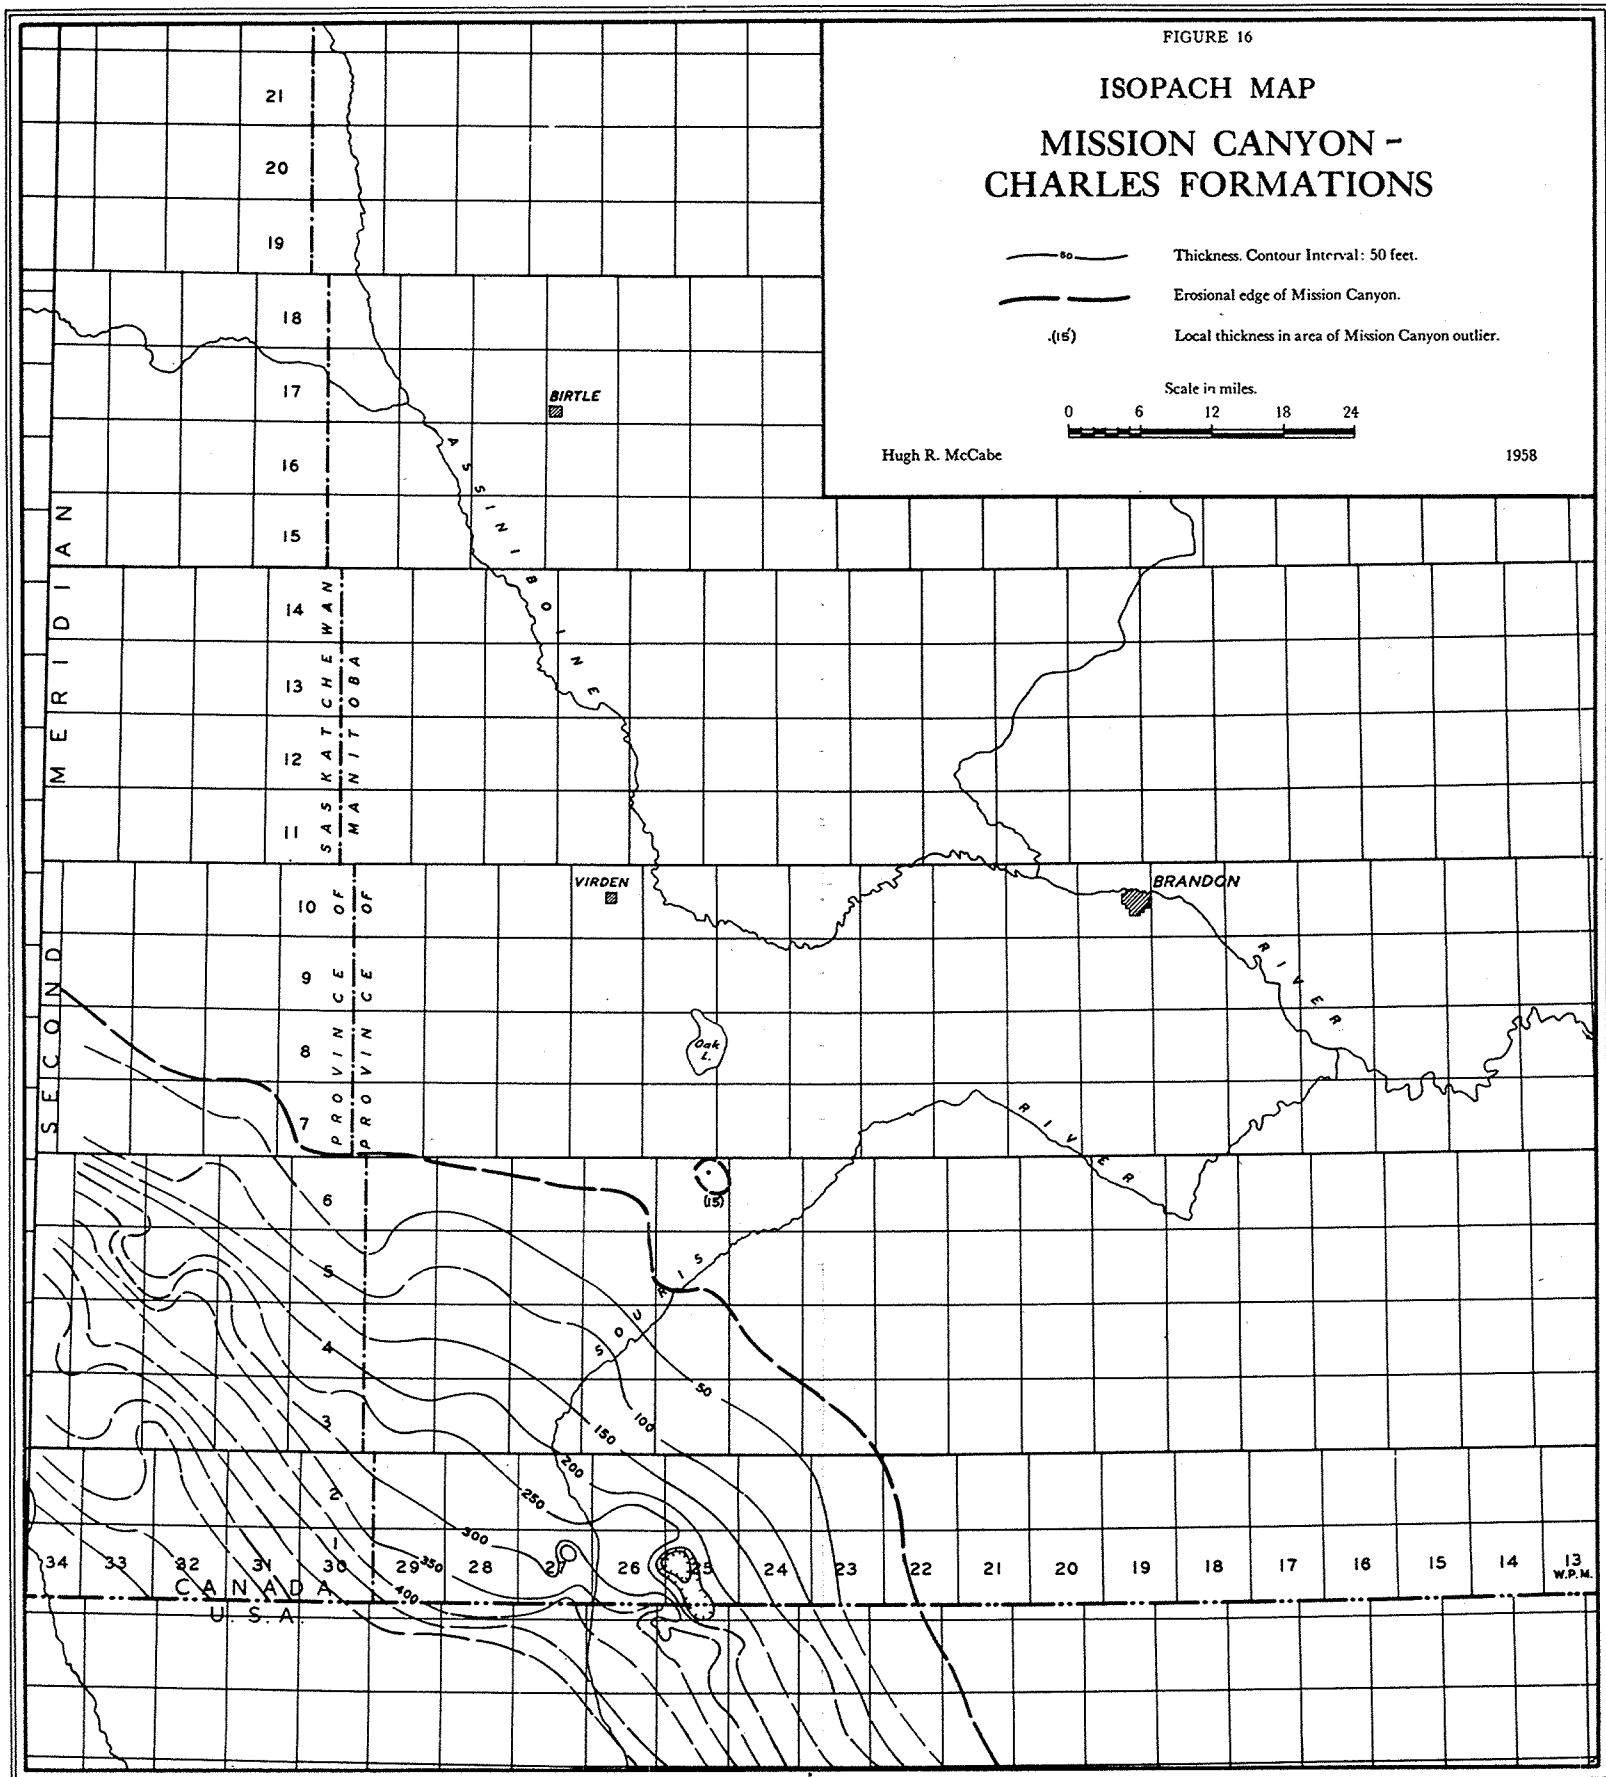 FIGURE 16
ISOPACH MAP
MISSION CANYON -
CHARLES FORMATIONS
50
Thickness. Contour Interval: 50 feet.
Erosional edge of Mission Canyon.
.(15')
Local thickness in area of Mission Canyon outlier.
Scale in miles.
0 6 12 18 24
Hugh R. McCabe
1958
21
20
19
18
17
16
15
14
13
12
11
10
9
8
7
6
5
4
3
2
1
BIRTLE
ASSINIBOINE
RIVER
SECOND MERIDIAN
PROVINCE OF SASKATCHEWAN
PROVINCE OF MANITOBA
VIRDEN
BRANDON
Oak
L.
(15)
SOURIS
RIVER
50
100
150
200
250
300
350
400
34 33 32 31 30 29 28 27 26 25 24 23 22 21 20 19 18 17 16 15 14 13
W.P.M.
CANADA
U.S.A.